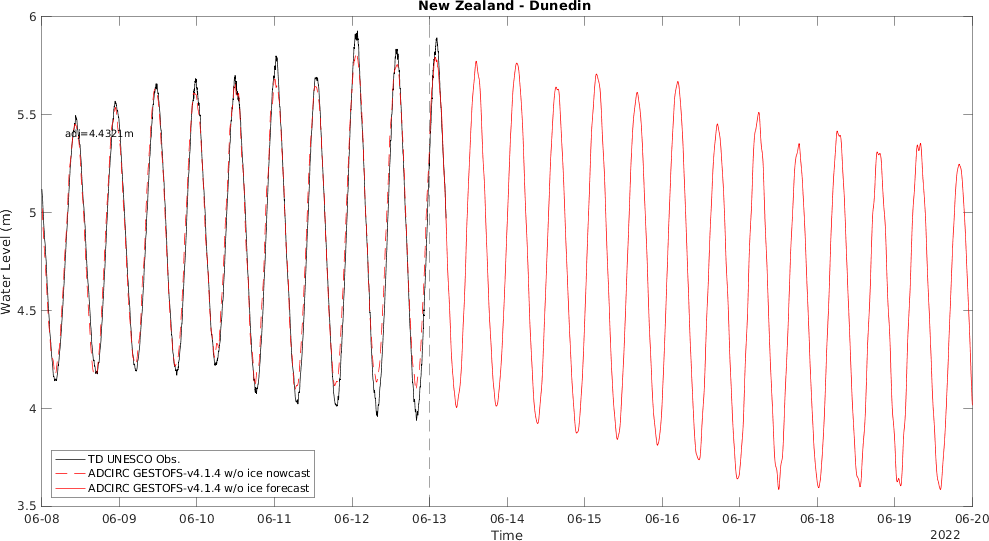 New Zealand - Dunedin
6
5.5
5
4.5
4
3.5
Water Level (m)
adj=4.4321m
TD UNESCO Obs.
ADCIRC GESTOFS-v4.1.4 w/o ice nowcast
ADCIRC GESTOFS-v4.1.4 w/o ice forecast
06-08 06-09 06-10 06-11 06-12 06-13 06-14 06-15 06-16 06-17 06-18 06-19 06-20
Time
2022